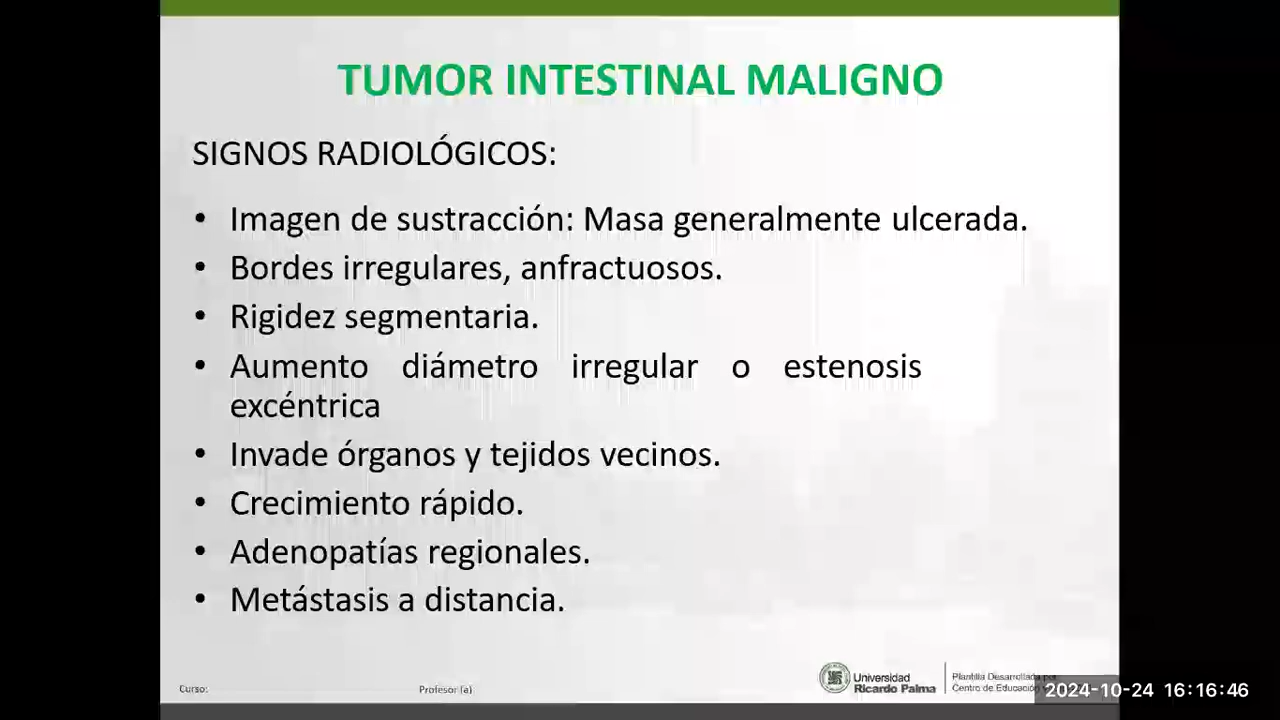 TUMOR INTESTINAL MALIGNO
SIGNOS RADIOLÓGICOS:
• Imagen de sustracción: Masa generalmente ulcerada.
• Bordes irregulares, anfractuosos.
• Rigidez segmentaria.
• Aumento diámetro irregular o estenosis
excéntrica
• Invade órganos y tejidos vecinos.
• Crecimiento rápido.
• Adenopatías regionales.
• Metástasis a distancia.
Curso:
Profesor (a)
Universidad
Ricardo Palma
Plantilla Desarrollada por
Centro de Educación
2024-10-24 16:16:46